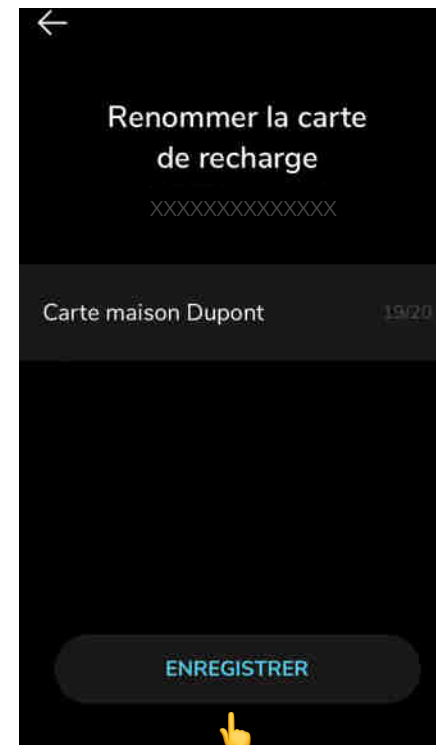 Renommer la carte
de recharge
XXXXXXXXXXXXXX
Carte maison Dupont 19/20
ENREGISTRER